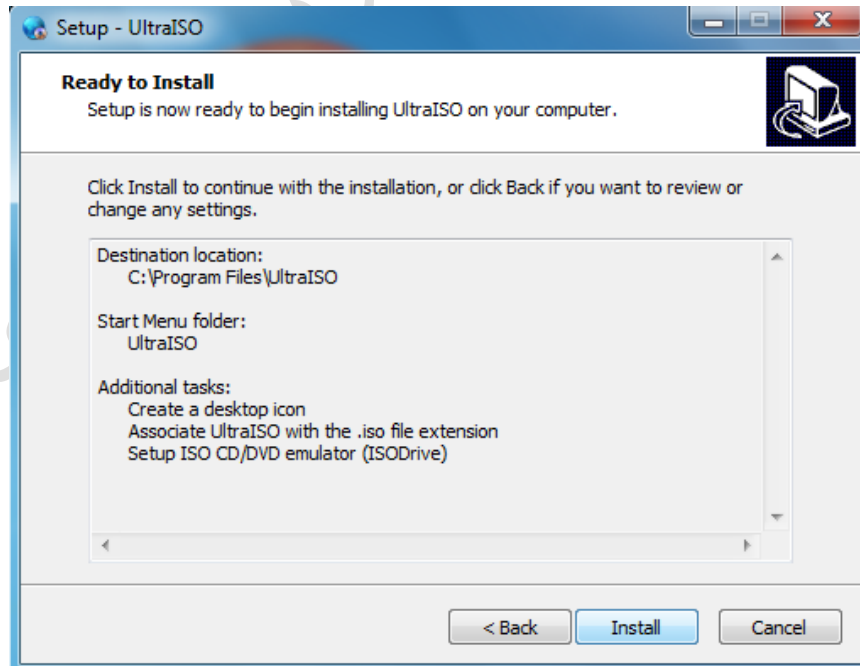 Setup - UltraISO
Ready to Install
Setup is now ready to begin installing UltraISO on your computer.
Click Install to continue with the installation, or click Back if you want to review or
change any settings.
Destination location:
C:\Program Files\UltraISO
Start Menu folder:
UltraISO
Additional tasks:
Create a desktop icon
Associate UltraISO with the .iso file extension
Setup ISO CD/DVD emulator (ISODrive)
< Back Install Cancel